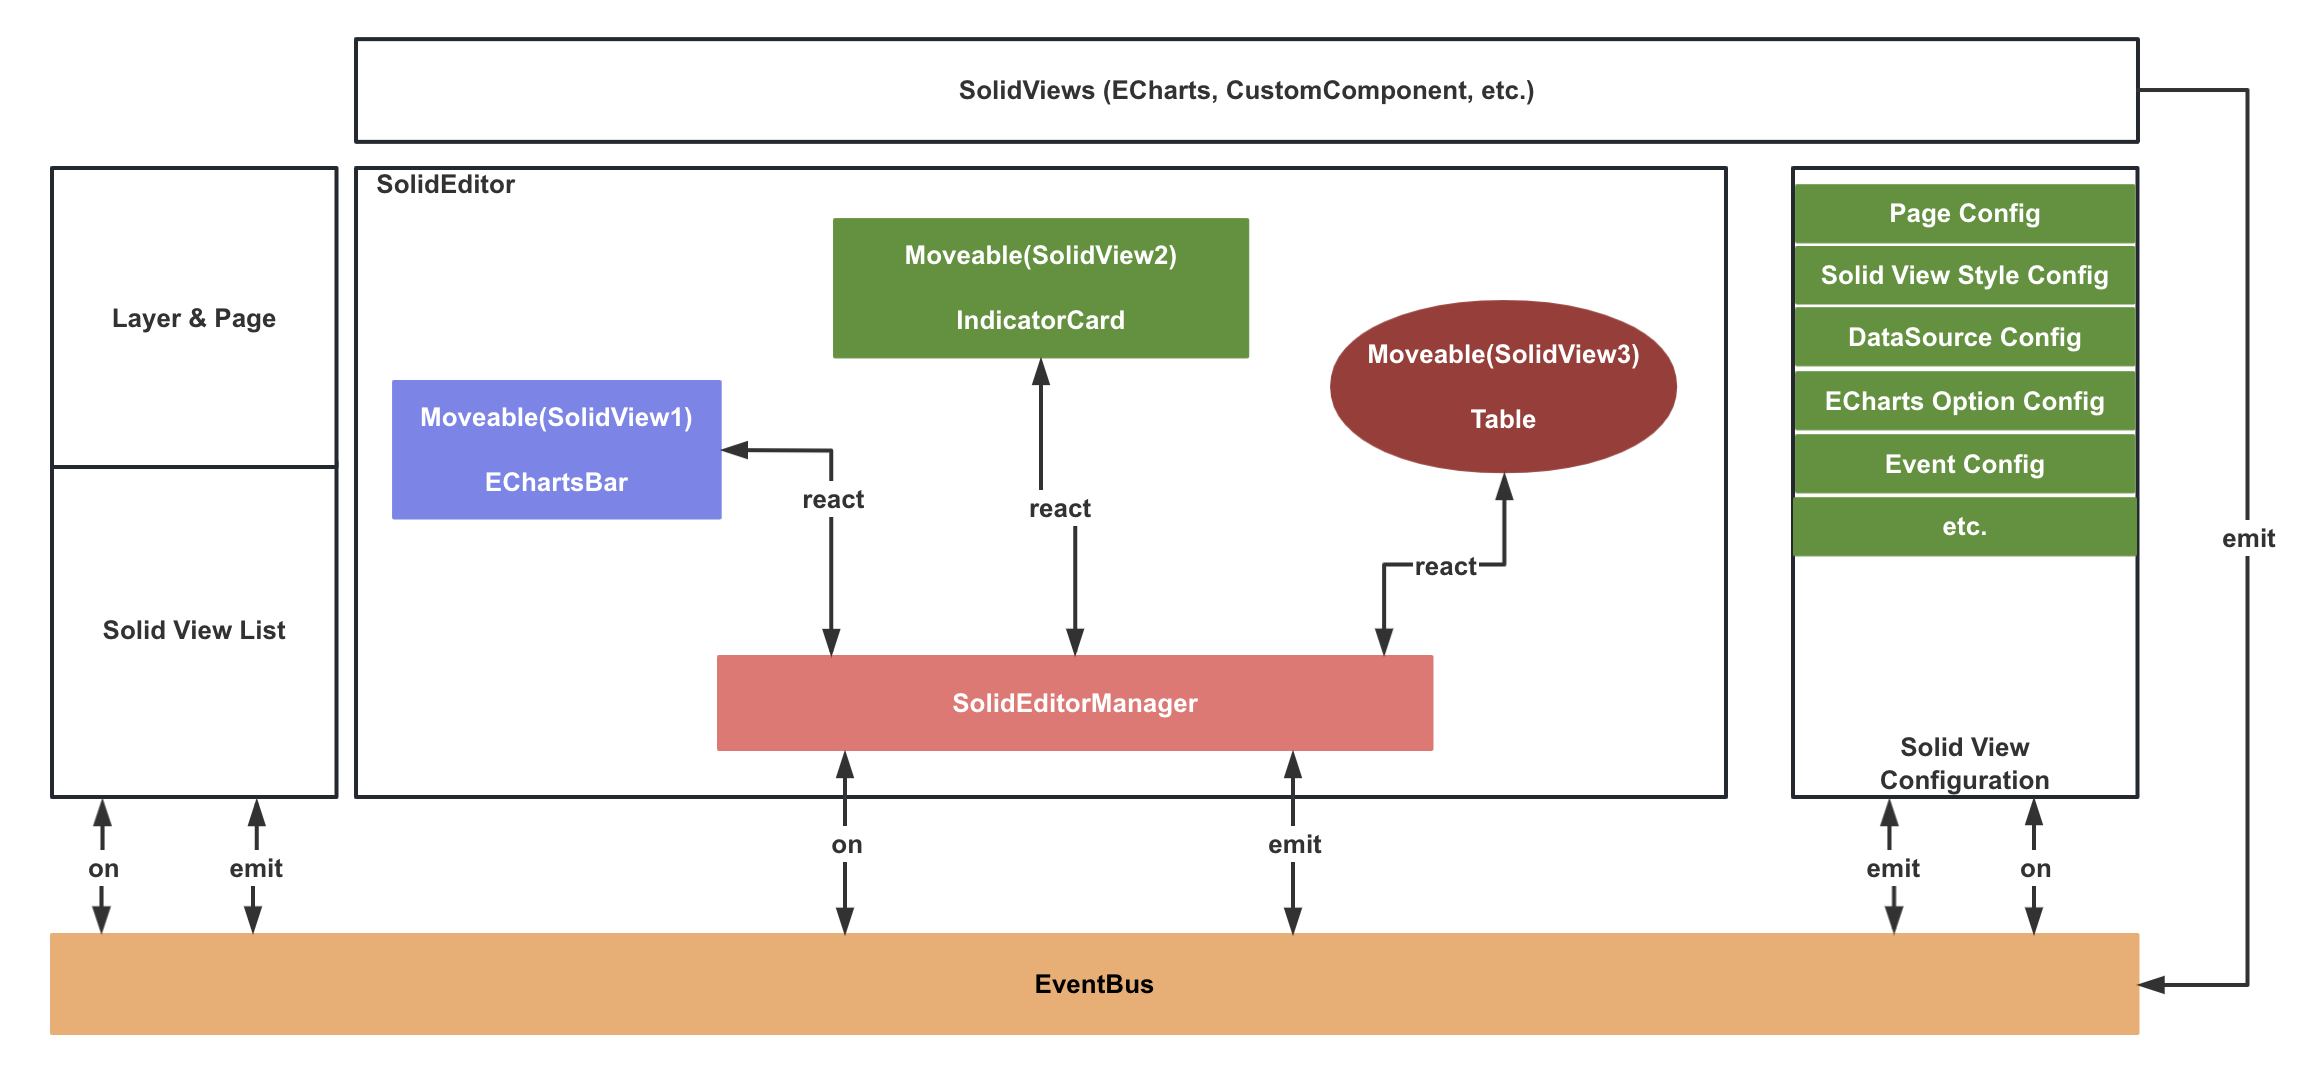 SolidViews (ECharts, CustomComponent, etc.)
Layer & Page
Solid View List
SolidEditor
Moveable(SolidView1)
EChartsBar
Moveable(SolidView2)
IndicatorCard
Moveable(SolidView3)
Table
react
react
react
SolidEditorManager
Page Config
Solid View Style Config
DataSource Config
ECharts Option Config
Event Config
etc.
Solid View
Configuration
emit
on
emit
on
emit
emit
on
EventBus